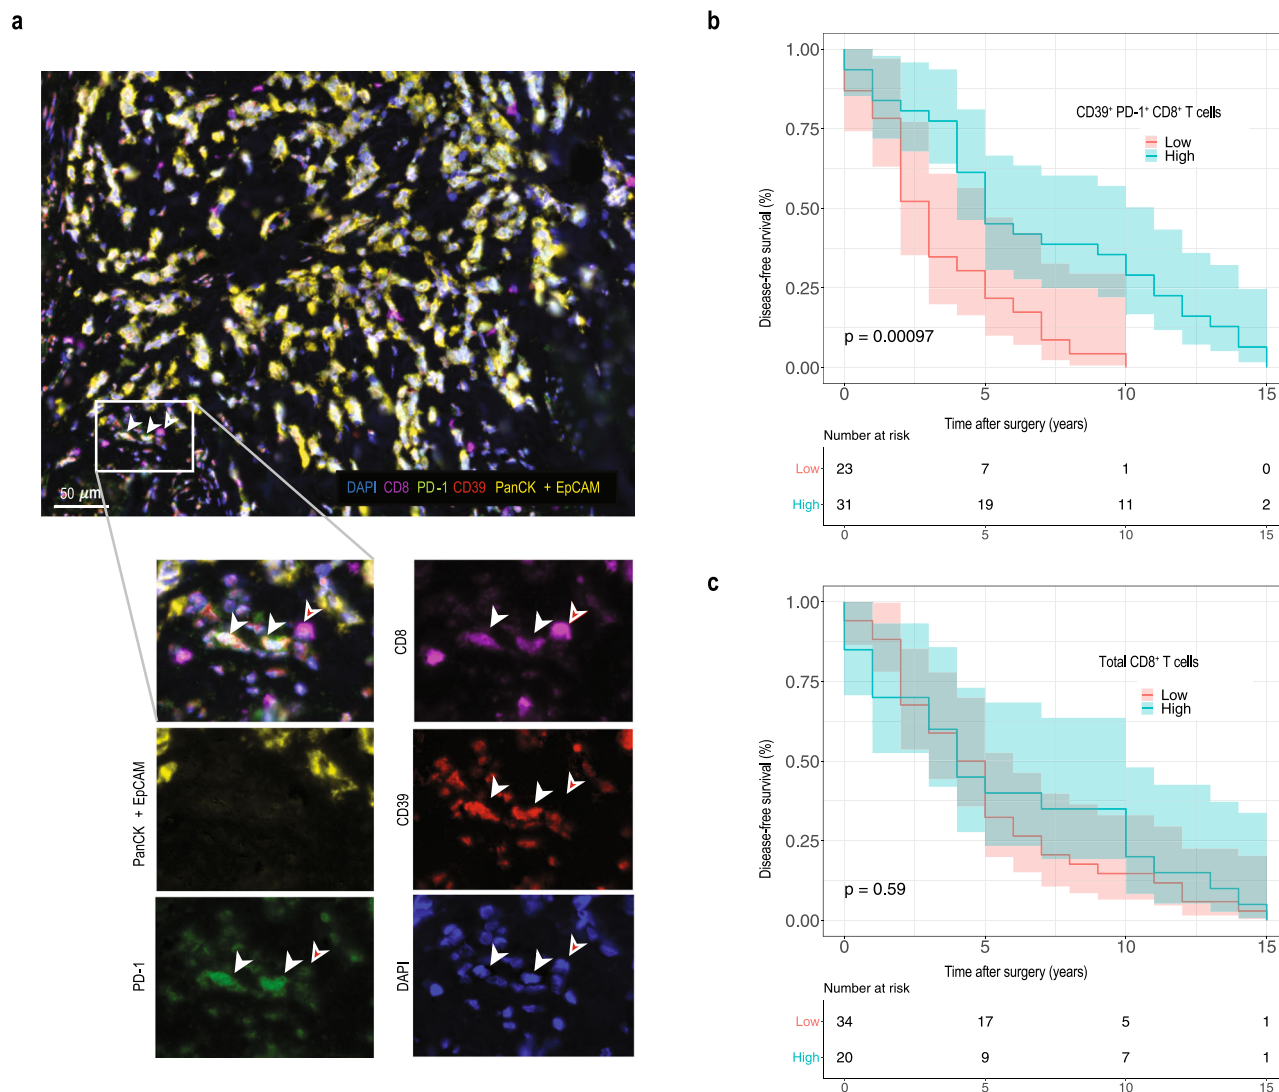 a
DAPI CD8 PD-1 CD39 PanCK + EpCAM
50 μm
CD8
PanCK + EpCAM
CD39
PD-1
DAPI
b
1.00
0.75
0.50
0.25
0.00
Disease-free survival (%)
CD39⁺ PD-1⁺ CD8⁺ T cells
Low
High
p = 0.00097
0 5 10 15
Time after surgery (years)
Number at risk
Low 23 7 1 0
High 31 19 11 2
0 5 10 15
c
1.00
0.75
0.50
0.25
0.00
Disease-free survival (%)
Total CD8⁺ T cells
Low
High
p = 0.59
0 5 10 15
Time after surgery (years)
Number at risk
Low 34 17 5 1
High 20 9 7 1
0 5 10 15